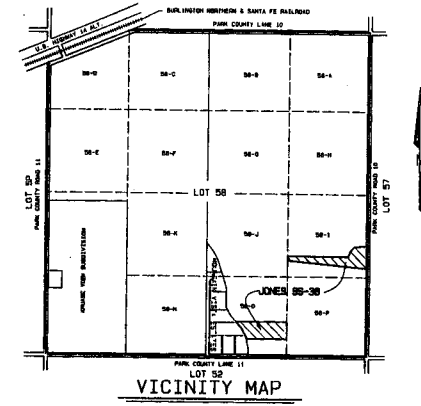 BURLINGTON NORTHERN & SANTA FE RAILROAD
PARK COUNTY LANE 10
U.S. HIGHWAY 14 ALT.
58-D
58-C
58-B
58-A
58-E
58-F
58-G
58-H
PARK COUNTY ROAD 11
LOT 59
LOT 58
PARK COUNTY ROAD 10
LOT 57
58-K
58-J
58-I
SUBDIVISION
JONES, SS-38
58-N
58-O
58-P
PARK COUNTY LANE 11
LOT 52
VICINITY MAP